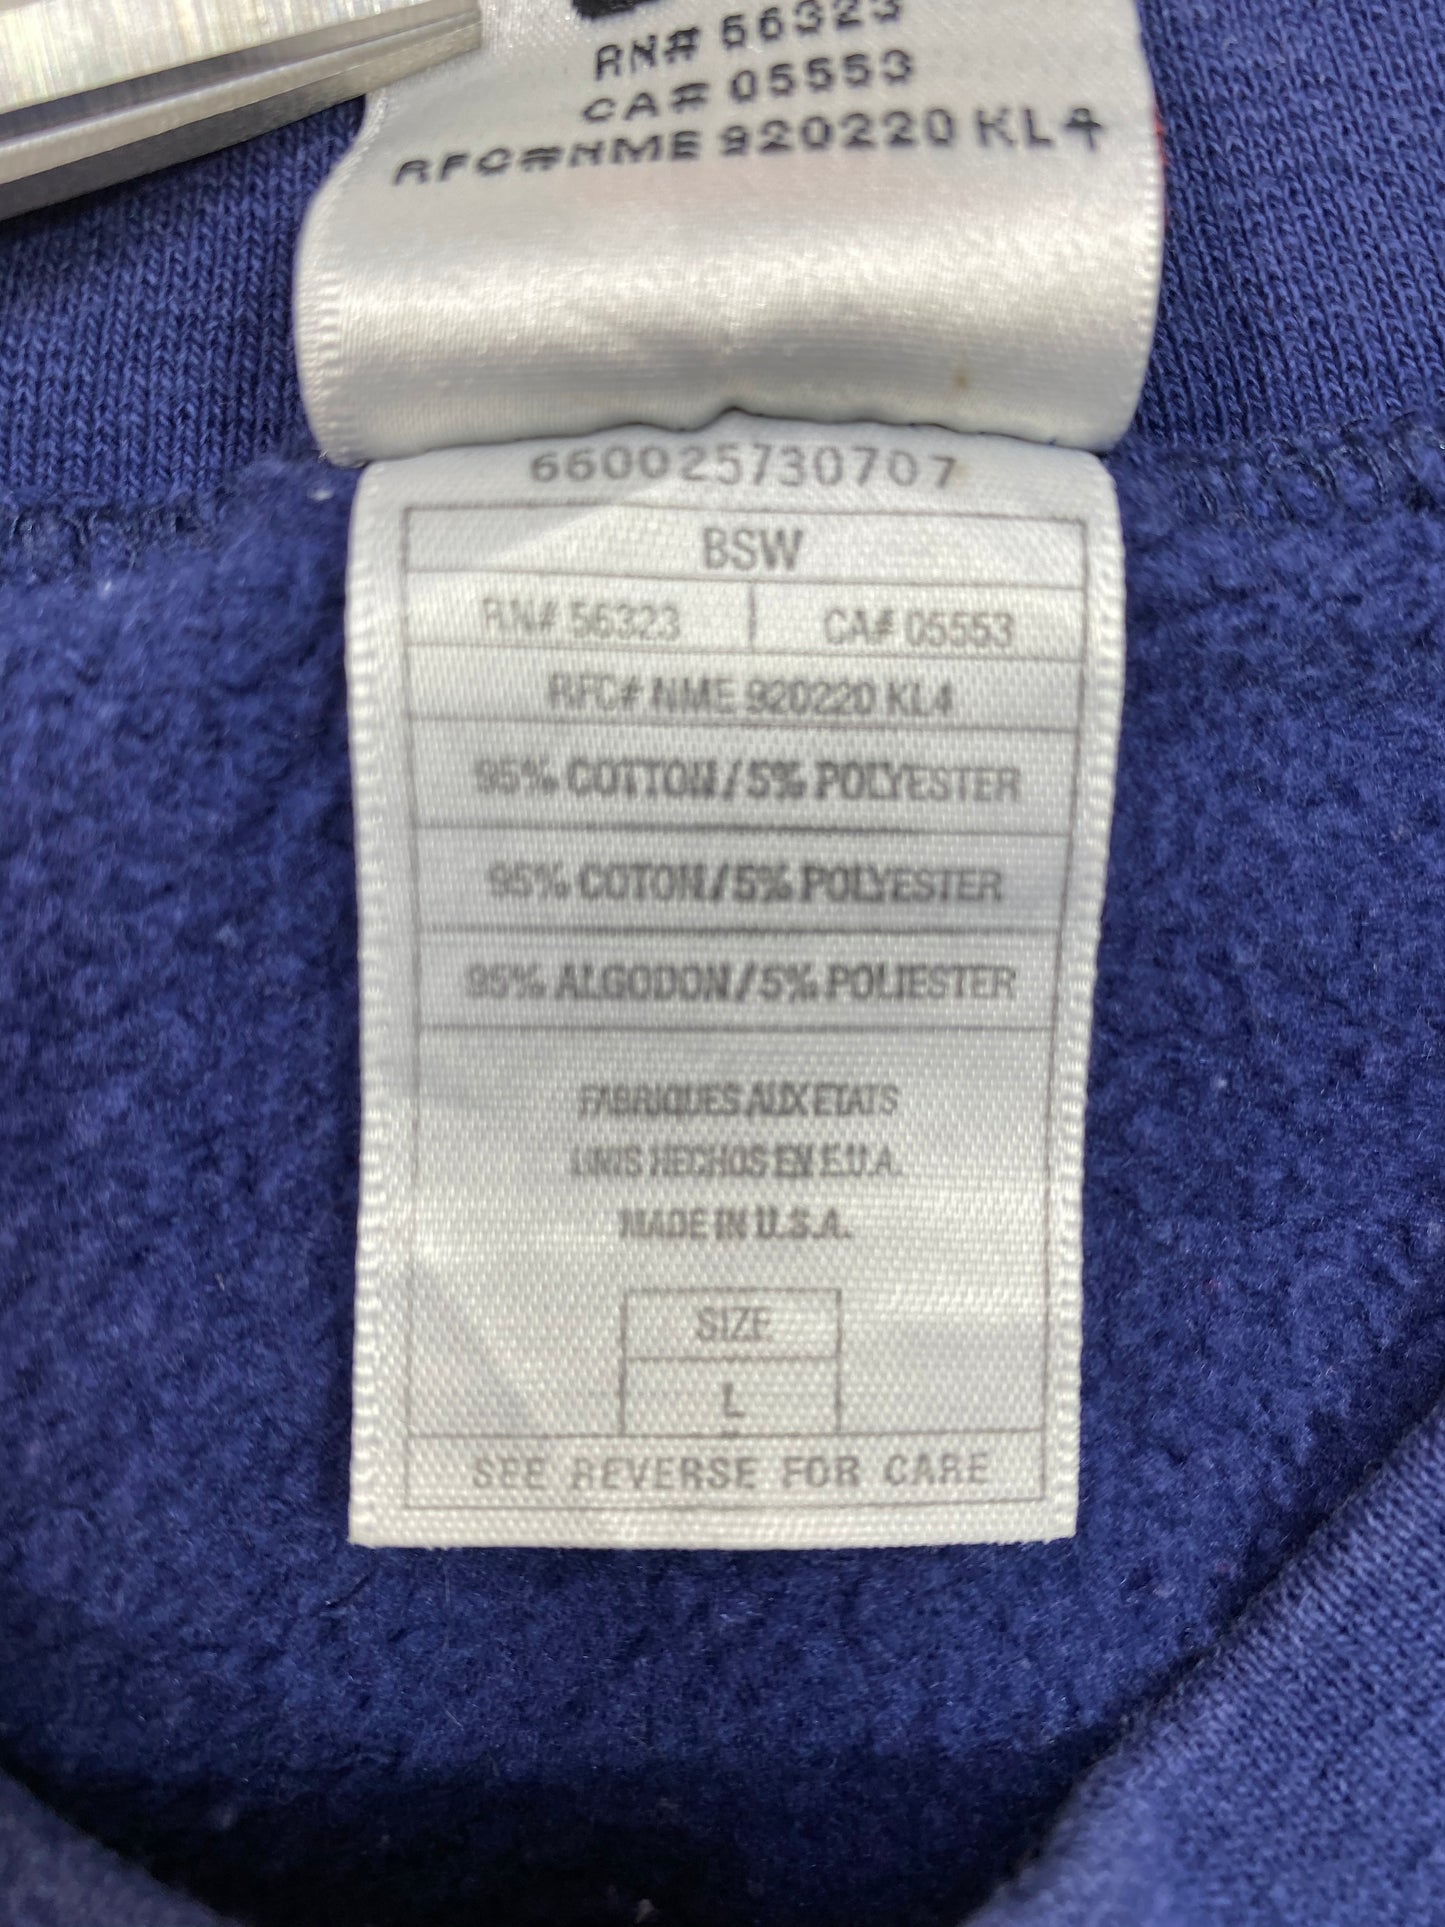 RN# 56323
CA# 05553
RFC#NME 920220 KL4
660025730707
BSW
RN# 56323 CA# 05553
RFC# NME 920220 KL4
95% COTTON/5% POLYESTER
95% COTON/5% POLYESTER
95% ALGODON/5% POLIESTER
FABRIQUES AUX ETATS
UNIS HECHOS EN E.U.A.
MADE IN U.S.A.
SIZE
L
SEE REVERSE FOR CARE